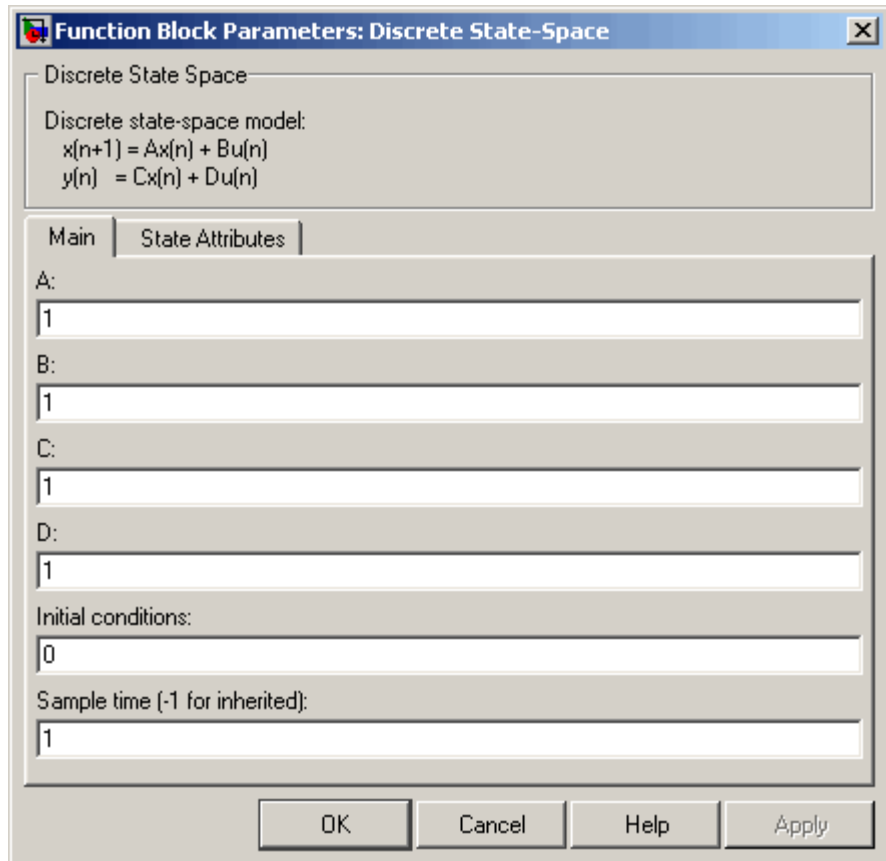 Function Block Parameters: Discrete State-Space
Discrete State Space
Discrete state-space model:
x(n+1) = Ax(n) + Bu(n)
y(n) = Cx(n) + Du(n)
Main State Attributes
A:
1
B:
1
C:
1
D:
1
Initial conditions:
0
Sample time (-1 for inherited):
1
OK Cancel Help Apply